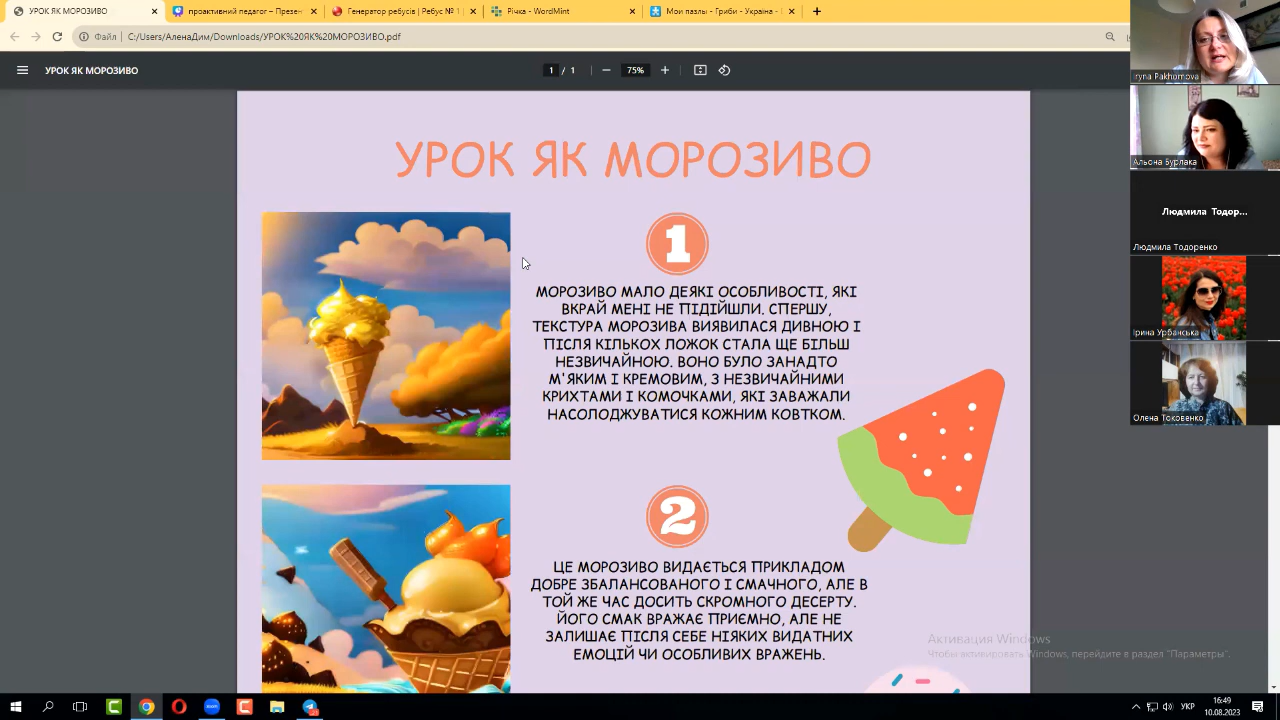 УРОК ЯК МОРОЗИВО
проактивний педагог – Презен
Генератор ребусів | Ребус № 1
Річка - WordMint
Мои пазлы - Гриби - Україна -
Файл
C:/Users/АленаДим/Downloads/УРОК%20ЯК%20МОРОЗИВО.pdf
УРОК ЯК МОРОЗИВО
1 / 1
75%
УРОК ЯК МОРОЗИВО
1
МОРОЗИВО МАЛО ДЕЯКІ ОСОБЛИВОСТІ, ЯКІ
ВКРАЙ МЕНІ НЕ ПІДІЙШЛИ. СПЕРШУ,
ТЕКСТУРА МОРОЗИВА ВИЯВИЛАСЯ ДИВНОЮ І
ПІСЛЯ КІЛЬКОХ ЛОЖОК СТАЛА ЩЕ БІЛЬШ
НЕЗВИЧАЙНОЮ. ВОНО БУЛО ЗАНАДТО
М'ЯКИМ І КРЕМОВИМ, З НЕЗВИЧАЙНИМИ
КРИХТАМИ І КОМОЧКАМИ, ЯКІ ЗАВАЖАЛИ
НАСОЛОДЖУВАТИСЯ КОЖНИМ КОВТКОМ.
2
ЦЕ МОРОЗИВО ВИДАЄТЬСЯ ПРИКЛАДОМ
ДОБРЕ ЗБАЛАНСОВАНОГО І СМАЧНОГО, АЛЕ В
ТОЙ ЖЕ ЧАС ДОСИТЬ СКРОМНОГО ДЕСЕРТУ.
ЙОГО СМАК ВРАЖАЄ ПРИЄМНО, АЛЕ НЕ
ЗАЛИШАЄ ПІСЛЯ СЕБЕ НІЯКИХ ВИДАТНИХ
ЕМОЦІЙ ЧИ ОСОБЛИВИХ ВРАЖЕНЬ.
Iryna Pakhomova
Альона Бурлака
Людмила Тодор...
Людмила Тодоренко
Ірина Урбанська
Олена Токовенко
Активация Windows
Чтобы активировать Windows, перейдите в раздел "Параметры".
zoom
УКР
16:49
10.08.2023